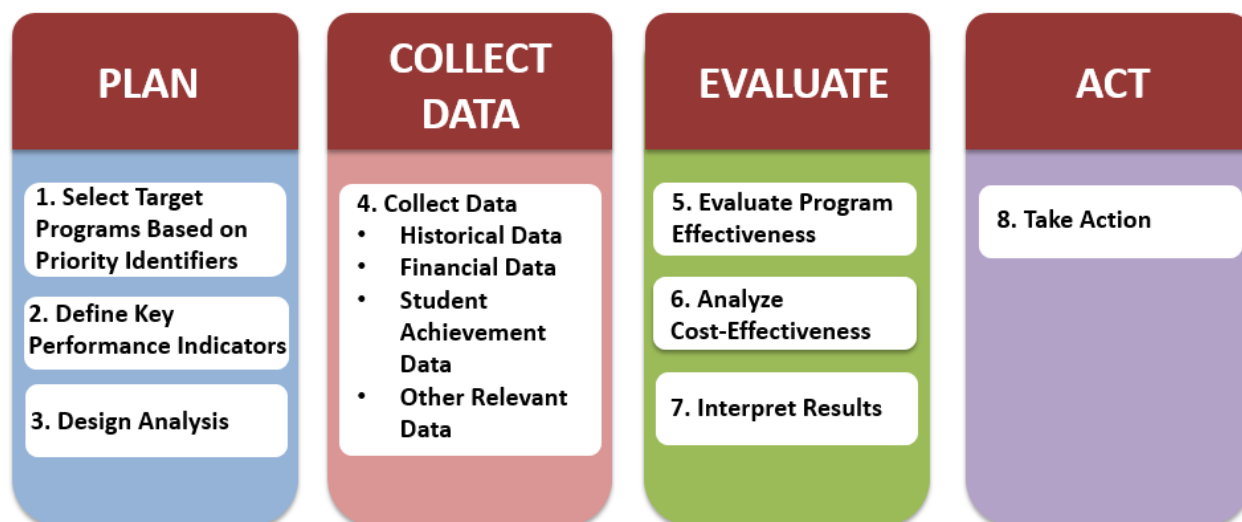 PLAN
1. Select Target
Programs Based on
Priority Identifiers
2. Define Key
Performance Indicators
3. Design Analysis
COLLECT
DATA
4. Collect Data
• Historical Data
• Financial Data
• Student
Achievement
Data
• Other Relevant
Data
EVALUATE
5. Evaluate Program
Effectiveness
6. Analyze
Cost-Effectiveness
7. Interpret Results
ACT
8. Take Action